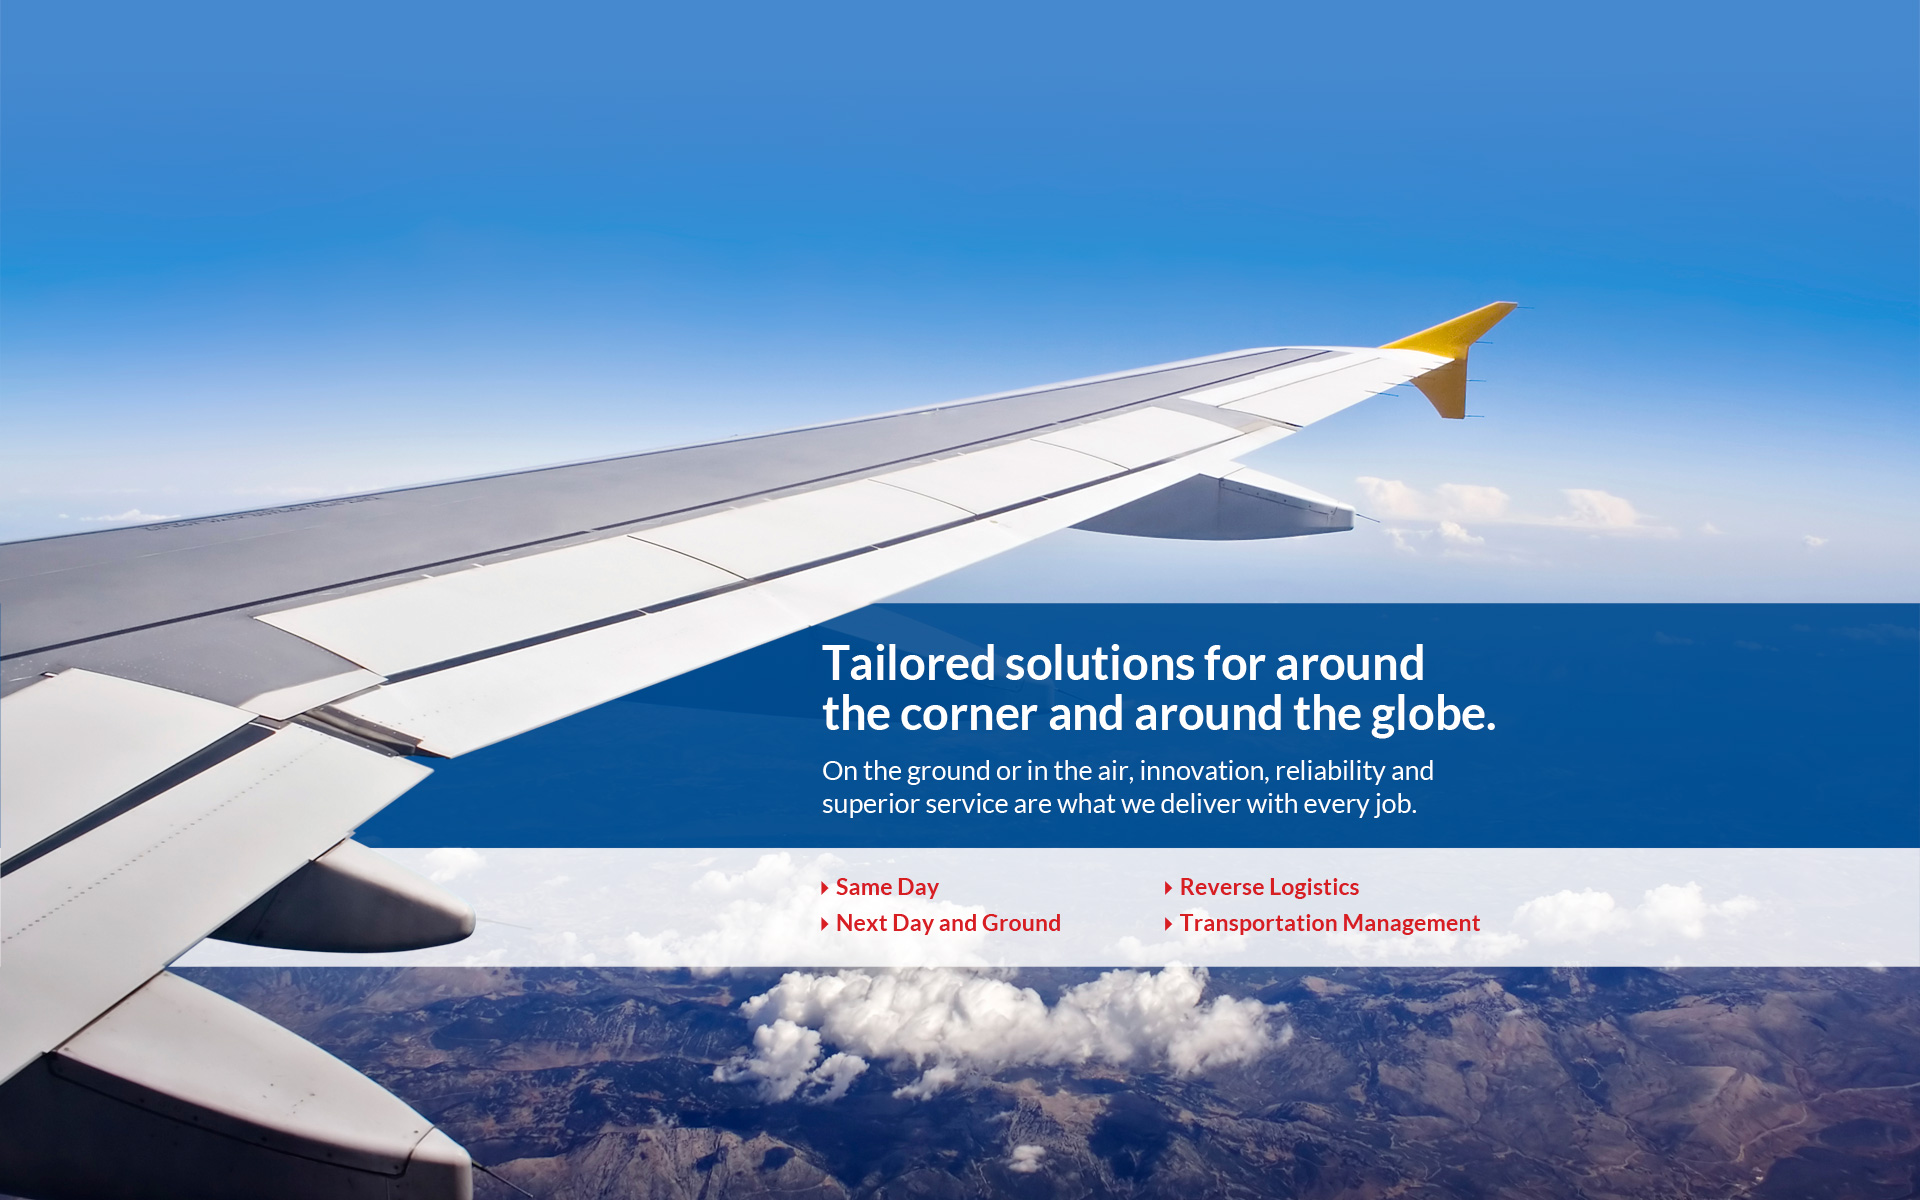 Tailored solutions for around
the corner and around the globe.
On the ground or in the air, innovation, reliability and
superior service are what we deliver with every job.
Same Day
Reverse Logistics
Next Day and Ground
Transportation Management